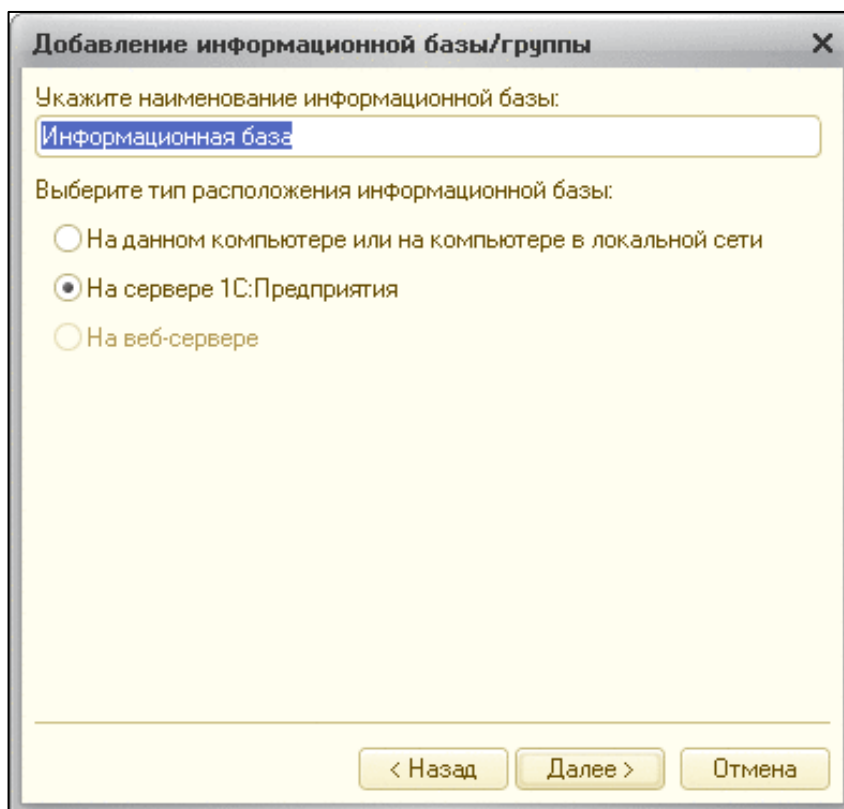 Добавление информационной базы/группы
Укажите наименование информационной базы:
Информационная база
Выберите тип расположения информационной базы:
На данном компьютере или на компьютере в локальной сети
На сервере 1С:Предприятия
На веб-сервере
< Назад Далее > Отмена